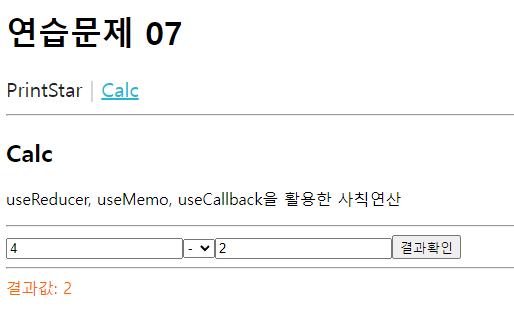 연습문제 07
PrintStar | Calc
Calc
useReducer, useMemo, useCallback을 활용한 사칙연산
4 - 2 결과확인
결과값: 2